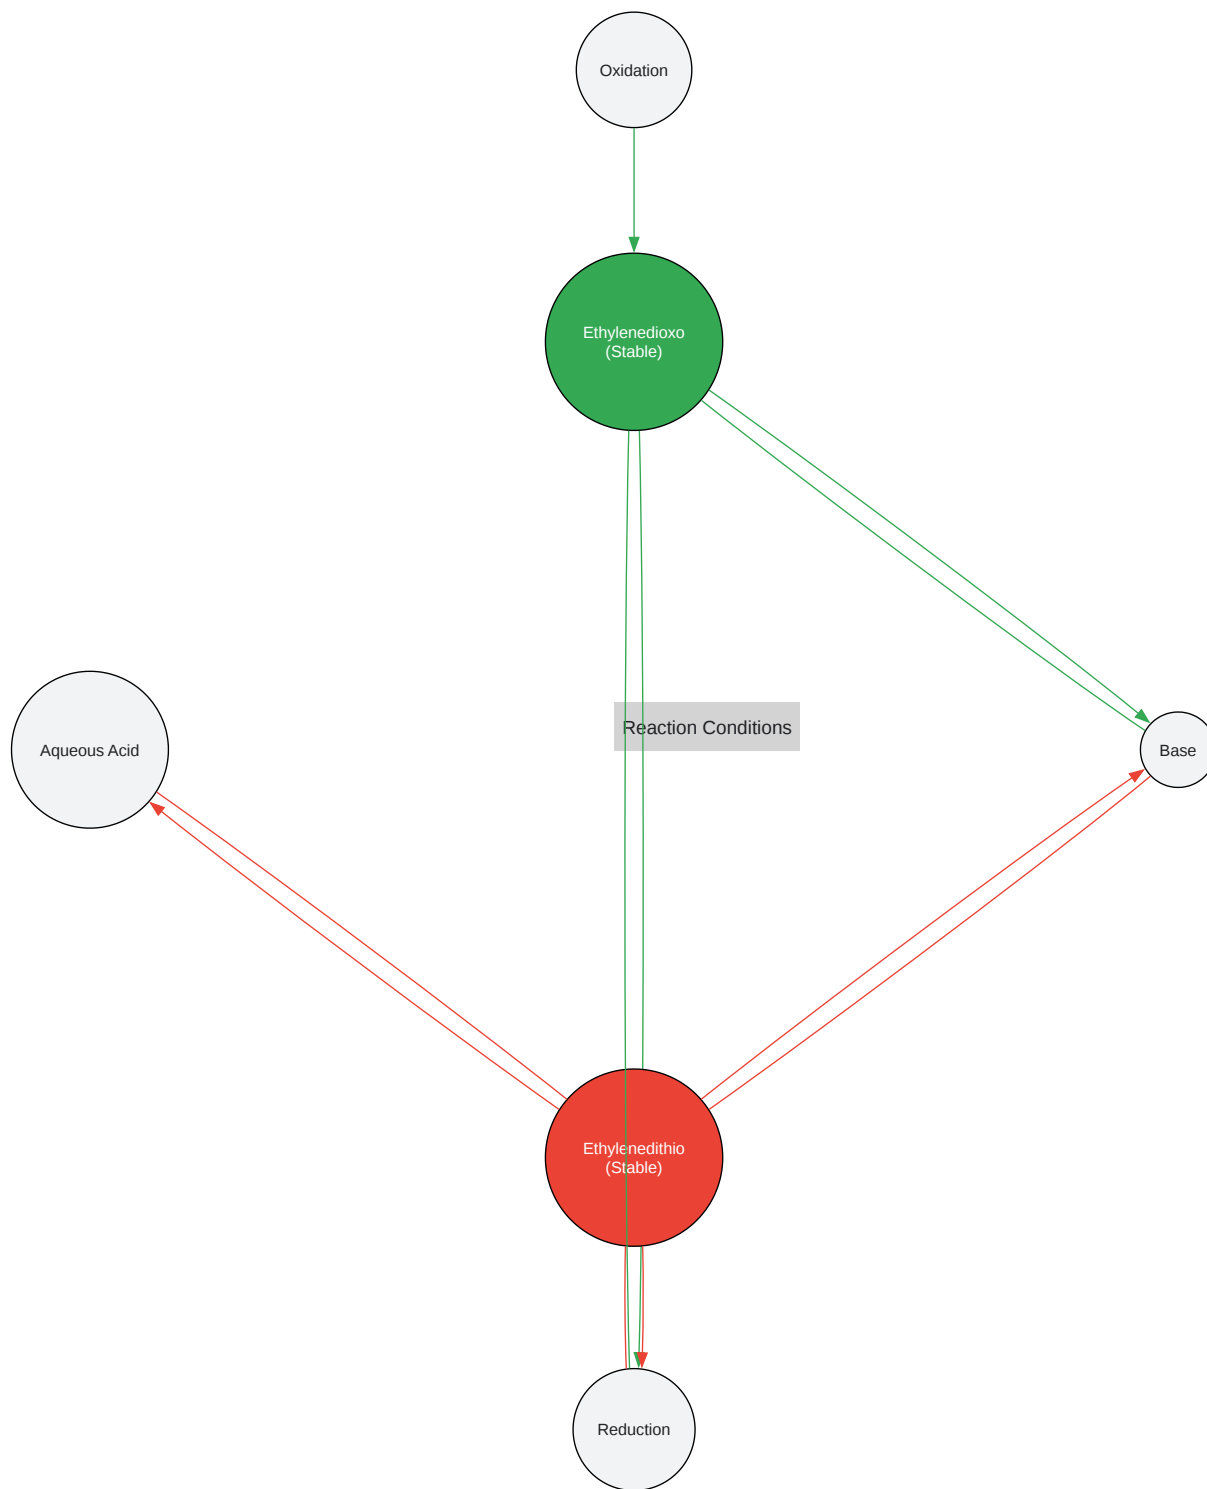 Oxidation
Ethylenedioxo
(Stable)
Reaction Conditions
Aqueous Acid
Base
Ethylenedithio
(Stable)
Reduction